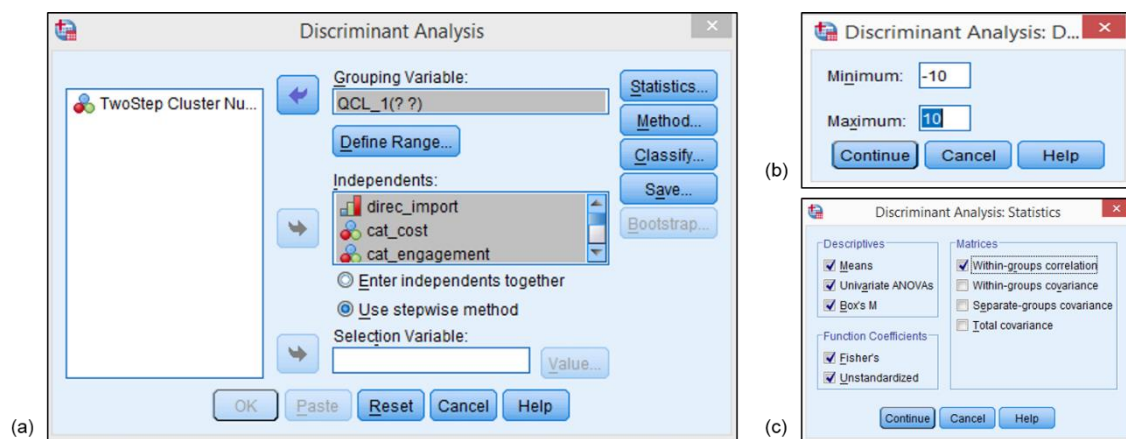 Discriminant Analysis
TwoStep Cluster Nu...
Grouping Variable:
QCL_1(? ?)
Define Range...
Independents:
direc_import
cat_cost
cat_engagement
Enter independents together
Use stepwise method
Selection Variable:
Value...
Statistics...
Method...
Classify...
Save...
Bootstrap...
OK Paste Reset Cancel Help
(a)
Discriminant Analysis: D...
Minimum: -10
Maximum: 10
Continue Cancel Help
(b)
Discriminant Analysis: Statistics
Descriptives
Means
Univariate ANOVAs
Box's M
Function Coefficients
Fisher's
Unstandardized
Matrices
Within-groups correlation
Within-groups covariance
Separate-groups covariance
Total covariance
Continue Cancel Help
(c)